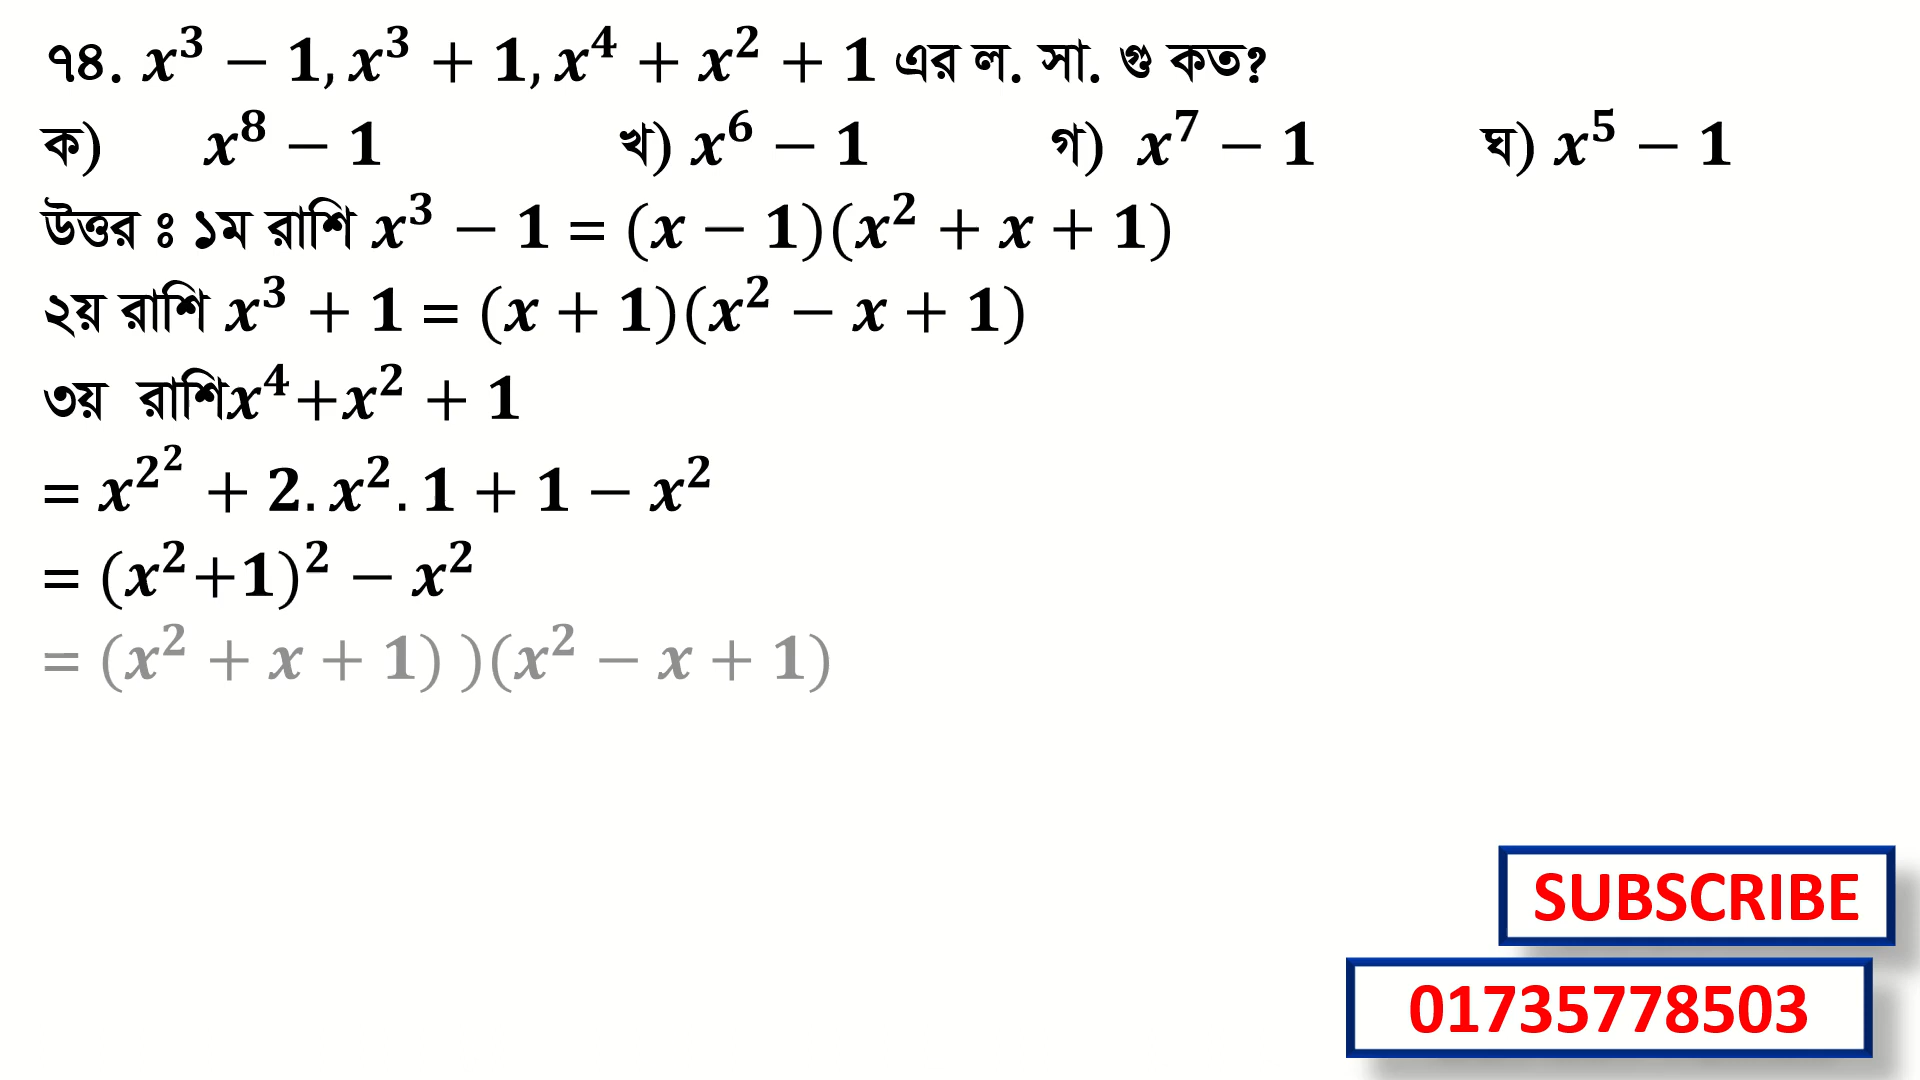 ৭৪. x³ − 1, x³ + 1, x⁴ + x² + 1 এর ল. সা. গু কত?
ক) x⁸ − 1 খ) x⁶ − 1 গ) x⁷ − 1 ঘ) x⁵ − 1
উত্তর ঃ ১ম রাশি x³ − 1 = (x − 1)(x² + x + 1)
২য় রাশি x³ + 1 = (x + 1)(x² − x + 1)
৩য় রাশিx⁴+x² + 1
= x^2^2 + 2. x². 1 + 1 − x²
= (x²+1)² − x²
= (x² + x + 1) )(x² − x + 1)
SUBSCRIBE
01735778503